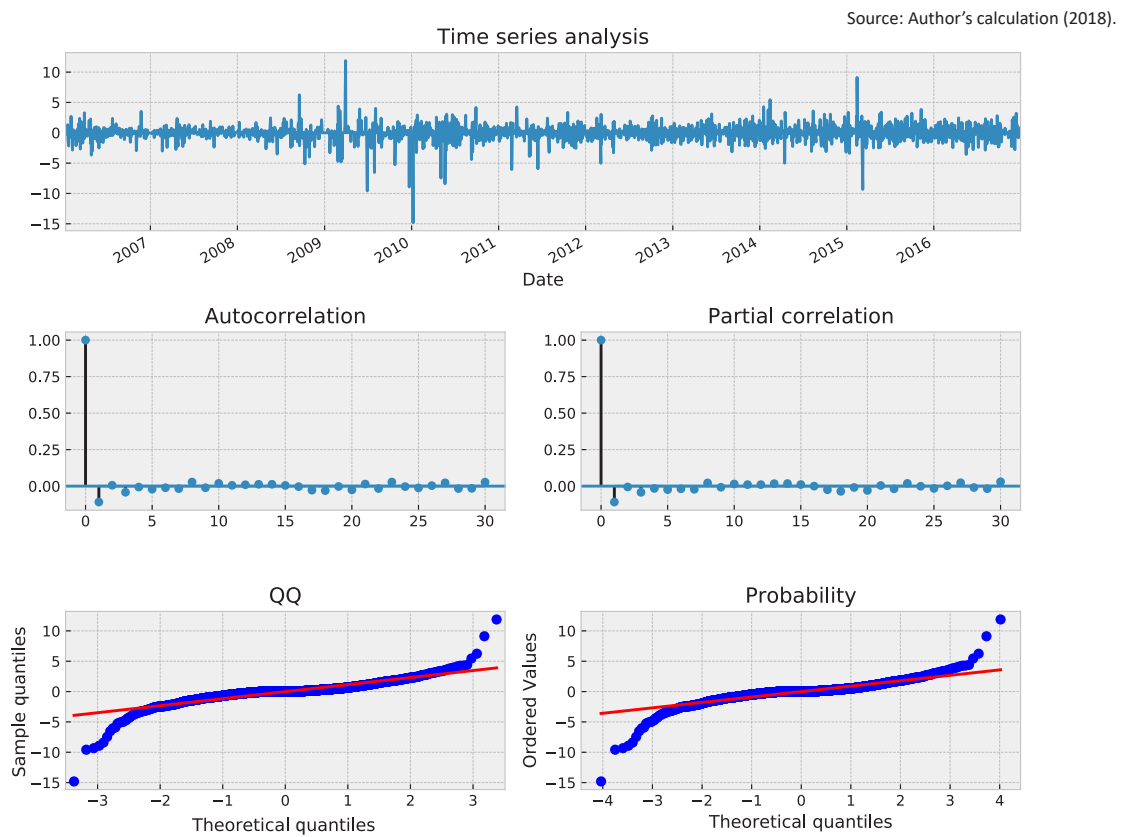 Source: Author’s calculation (2018).
Time series analysis
10
5
0
−5
−10
−15
2007 2008 2009 2010 2011 2012 2013 2014 2015 2016
Date
Autocorrelation
1.00
0.75
0.50
0.25
0.00
0 5 10 15 20 25 30
Partial correlation
1.00
0.75
0.50
0.25
0.00
0 5 10 15 20 25 30
QQ
Sample quantiles
10
5
0
−5
−10
−15
−3 −2 −1 0 1 2 3
Theoretical quantiles
Probability
Ordered Values
10
5
0
−5
−10
−15
−4 −3 −2 −1 0 1 2 3 4
Theoretical quantiles